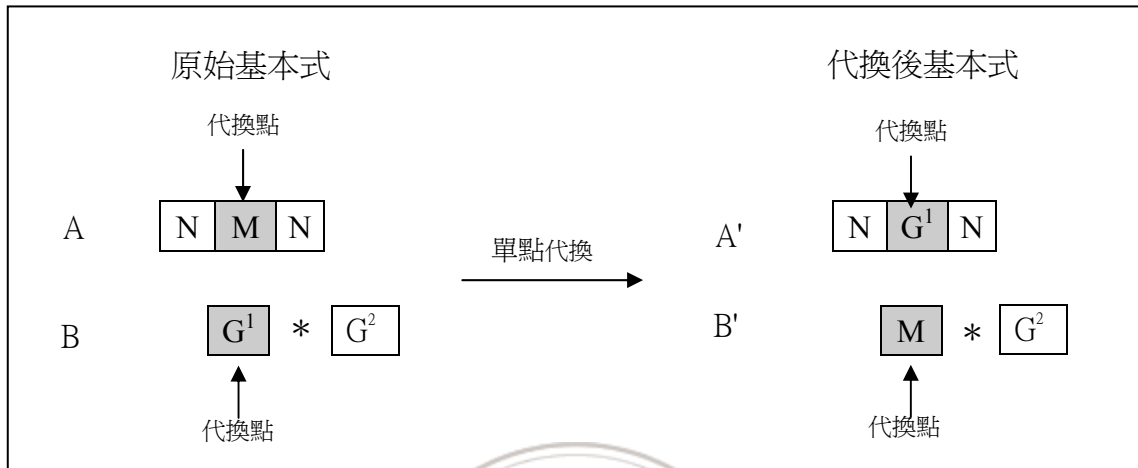 原始基本式 代換後基本式
代換點 代換點
A N M N A' N G¹ N
單點代換
B G¹ * G² B' M * G²
代換點 代換點